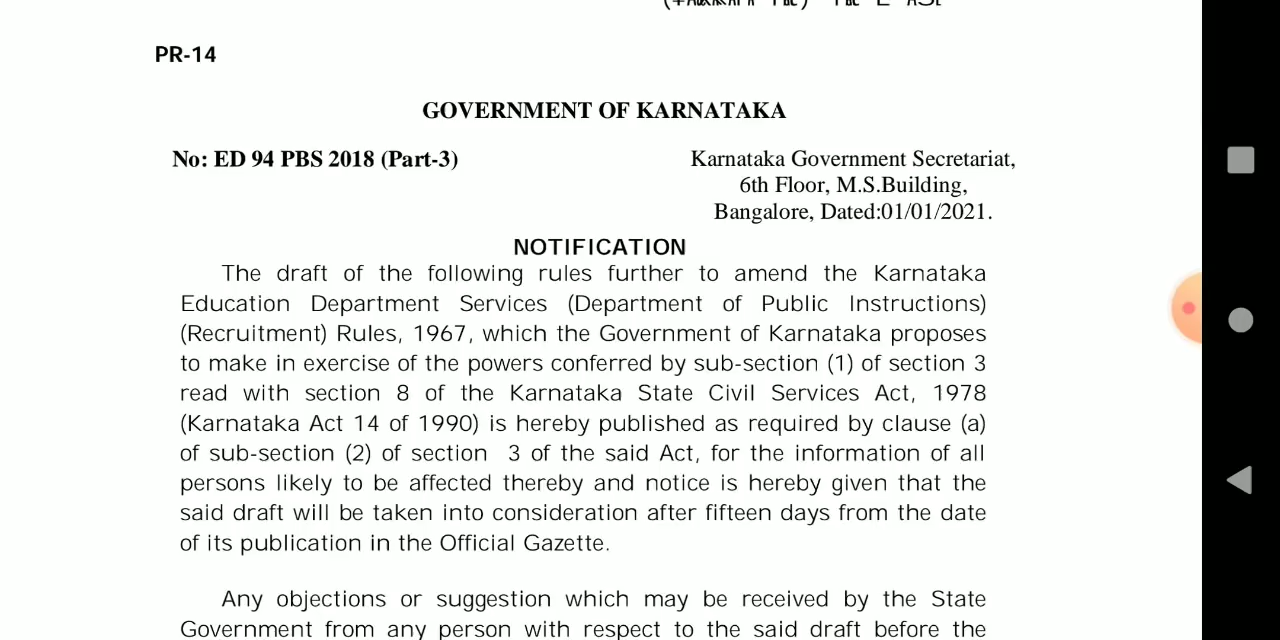 PR-14
GOVERNMENT OF KARNATAKA
No: ED 94 PBS 2018 (Part-3)
Karnataka Government Secretariat,
6th Floor, M.S.Building,
Bangalore, Dated:01/01/2021.
NOTIFICATION
The draft of the following rules further to amend the Karnataka
Education Department Services (Department of Public Instructions)
(Recruitment) Rules, 1967, which the Government of Karnataka proposes
to make in exercise of the powers conferred by sub-section (1) of section 3
read with section 8 of the Karnataka State Civil Services Act, 1978
(Karnataka Act 14 of 1990) is hereby published as required by clause (a)
of sub-section (2) of section 3 of the said Act, for the information of all
persons likely to be affected thereby and notice is hereby given that the
said draft will be taken into consideration after fifteen days from the date
of its publication in the Official Gazette.
Any objections or suggestion which may be received by the State
Government from any person with respect to the said draft before the